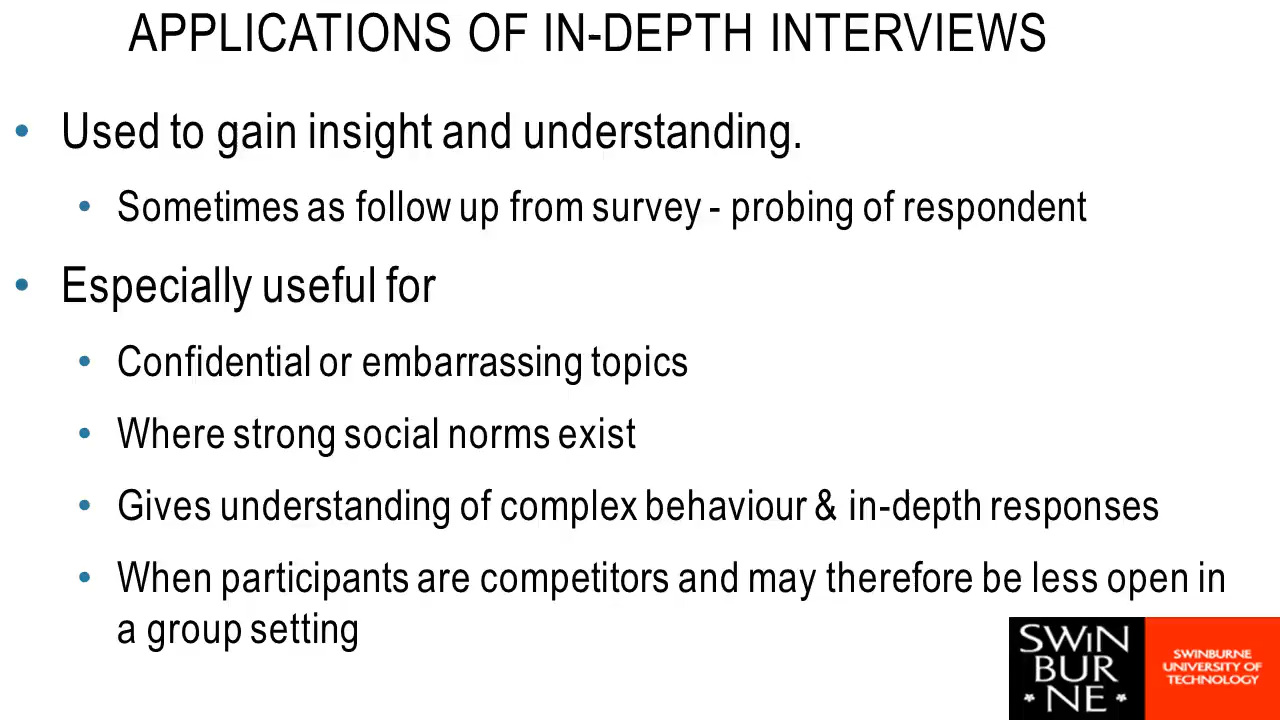 APPLICATIONS OF IN-DEPTH INTERVIEWS
• Used to gain insight and understanding.
• Sometimes as follow up from survey - probing of respondent
• Especially useful for
• Confidential or embarrassing topics
• Where strong social norms exist
• Gives understanding of complex behaviour & in-depth responses
• When participants are competitors and may therefore be less open in
a group setting
SWIN
BUR
* NE *
SWINBURNE
UNIVERSITY OF
TECHNOLOGY